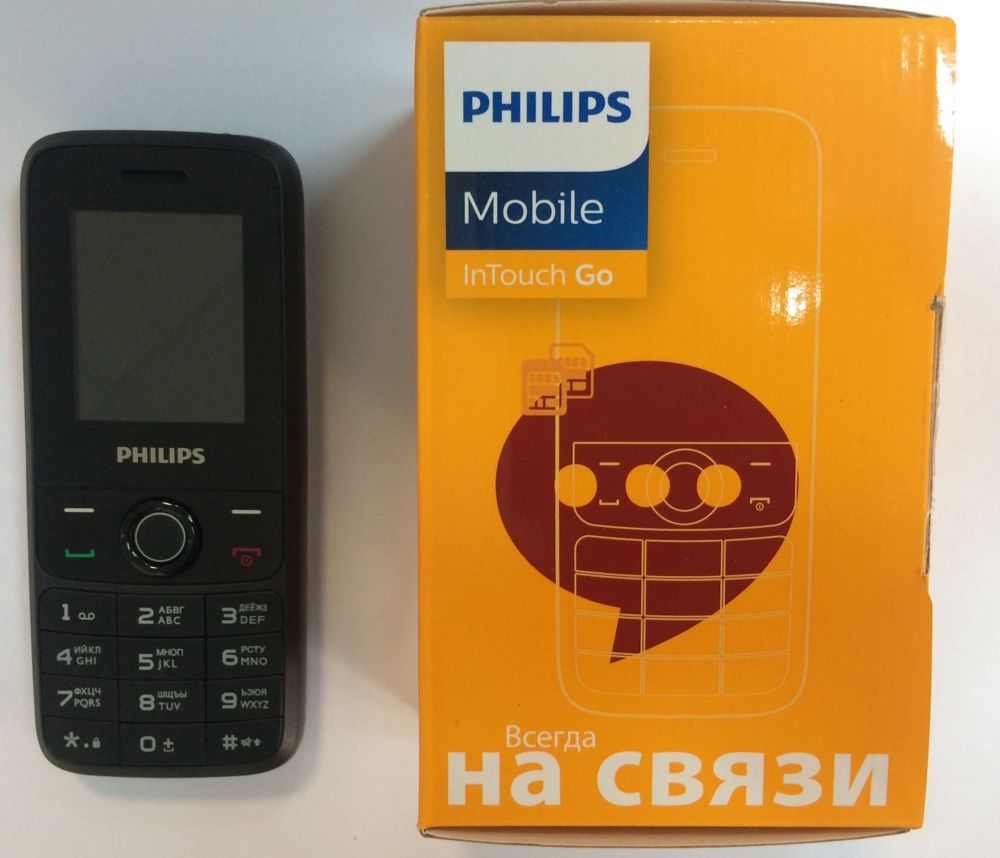 PHILIPS
1
2 АБВГ ABC
3 ДЕЁЖЗ DEF
4 ИЙКЛ GHI
5 МНОП JKL
6 РСТУ MNO
7 ФХЦЧ PQRS
8 ШЩЪЫ TUV
9 ЬЭЮЯ WXYZ
*.
0 +
#
PHILIPS
Mobile
InTouch Go
Всегда
на связи